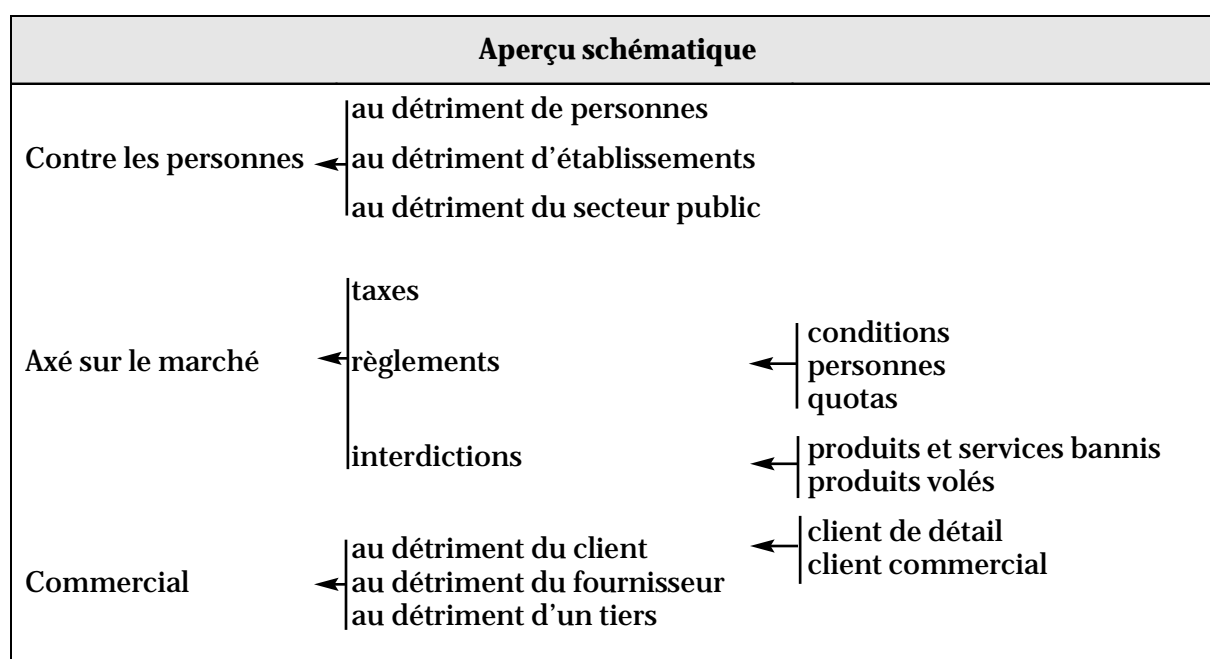 Aperçu schématique
au détriment de personnes
Contre les personnes
au détriment d'établissements
au détriment du secteur public
taxes
Axé sur le marché
règlements
conditions
personnes
quotas
interdictions
produits et services bannis
produits volés
Commercial
au détriment du client
au détriment du fournisseur
au détriment d'un tiers
client de détail
client commercial